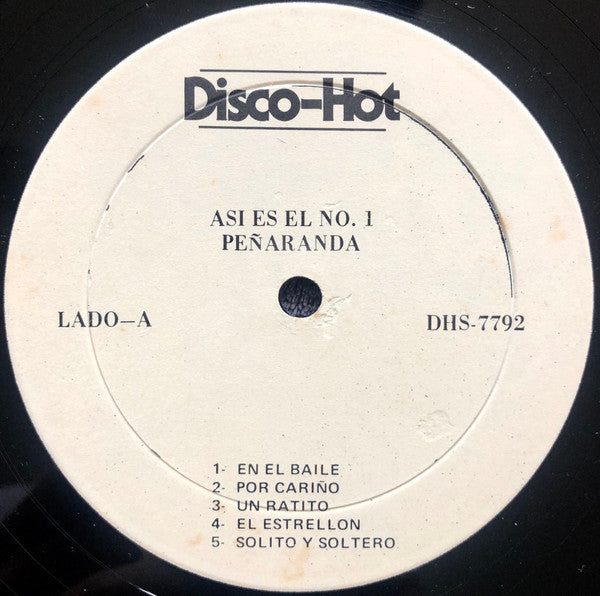 Disco-Hot
ASI ES EL NO. 1
PEÑARANDA
LADO-A
DHS-7792
1- EN EL BAILE
2- POR CARIÑO
3- UN RATITO
4- EL ESTRELLON
5- SOLITO Y SOLTERO